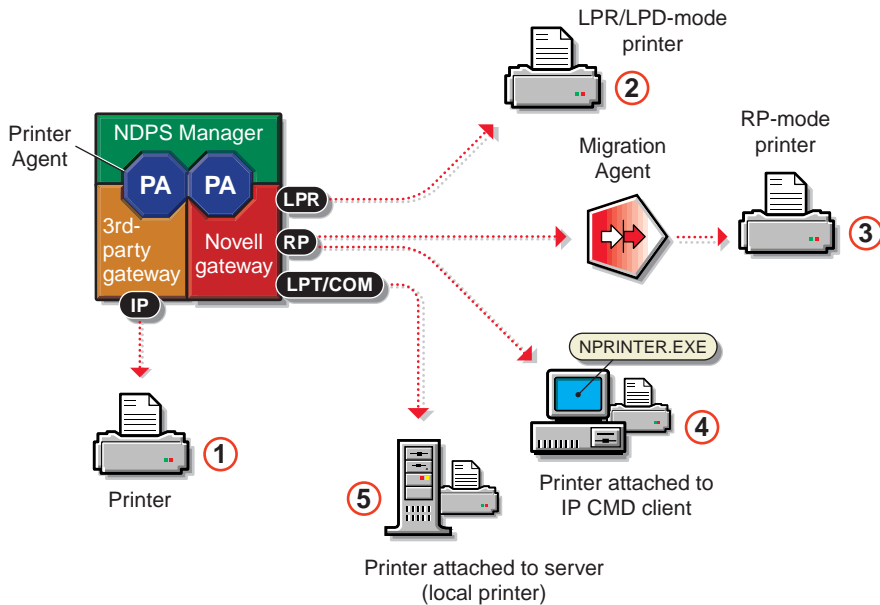 LPR/LPD-mode
printer
2
NDPS Manager
Printer
Agent
PA
PA
3rd-
party
gateway
Novell
gateway
LPR
RP
LPT/COM
IP
Migration
Agent
RP-mode
printer
3
1
Printer
NPRINTER.EXE
4
Printer attached to
IP CMD client
5
Printer attached to server
(local printer)